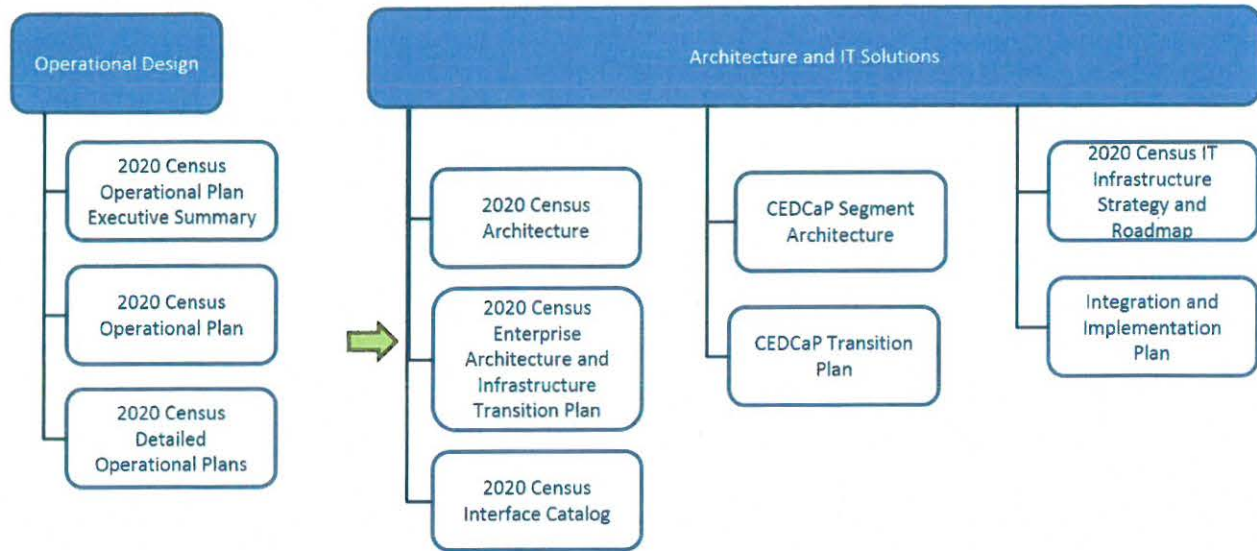 Operational Design
2020 Census
Operational Plan
Executive Summary
2020 Census
Operational Plan
2020 Census
Detailed
Operational Plans
Architecture and IT Solutions
2020 Census
Architecture
2020 Census
Enterprise
Architecture and
Infrastructure
Transition Plan
2020 Census
Interface Catalog
CEDCaP Segment
Architecture
CEDCaP Transition
Plan
2020 Census IT
Infrastructure
Strategy and
Roadmap
Integration and
Implementation
Plan